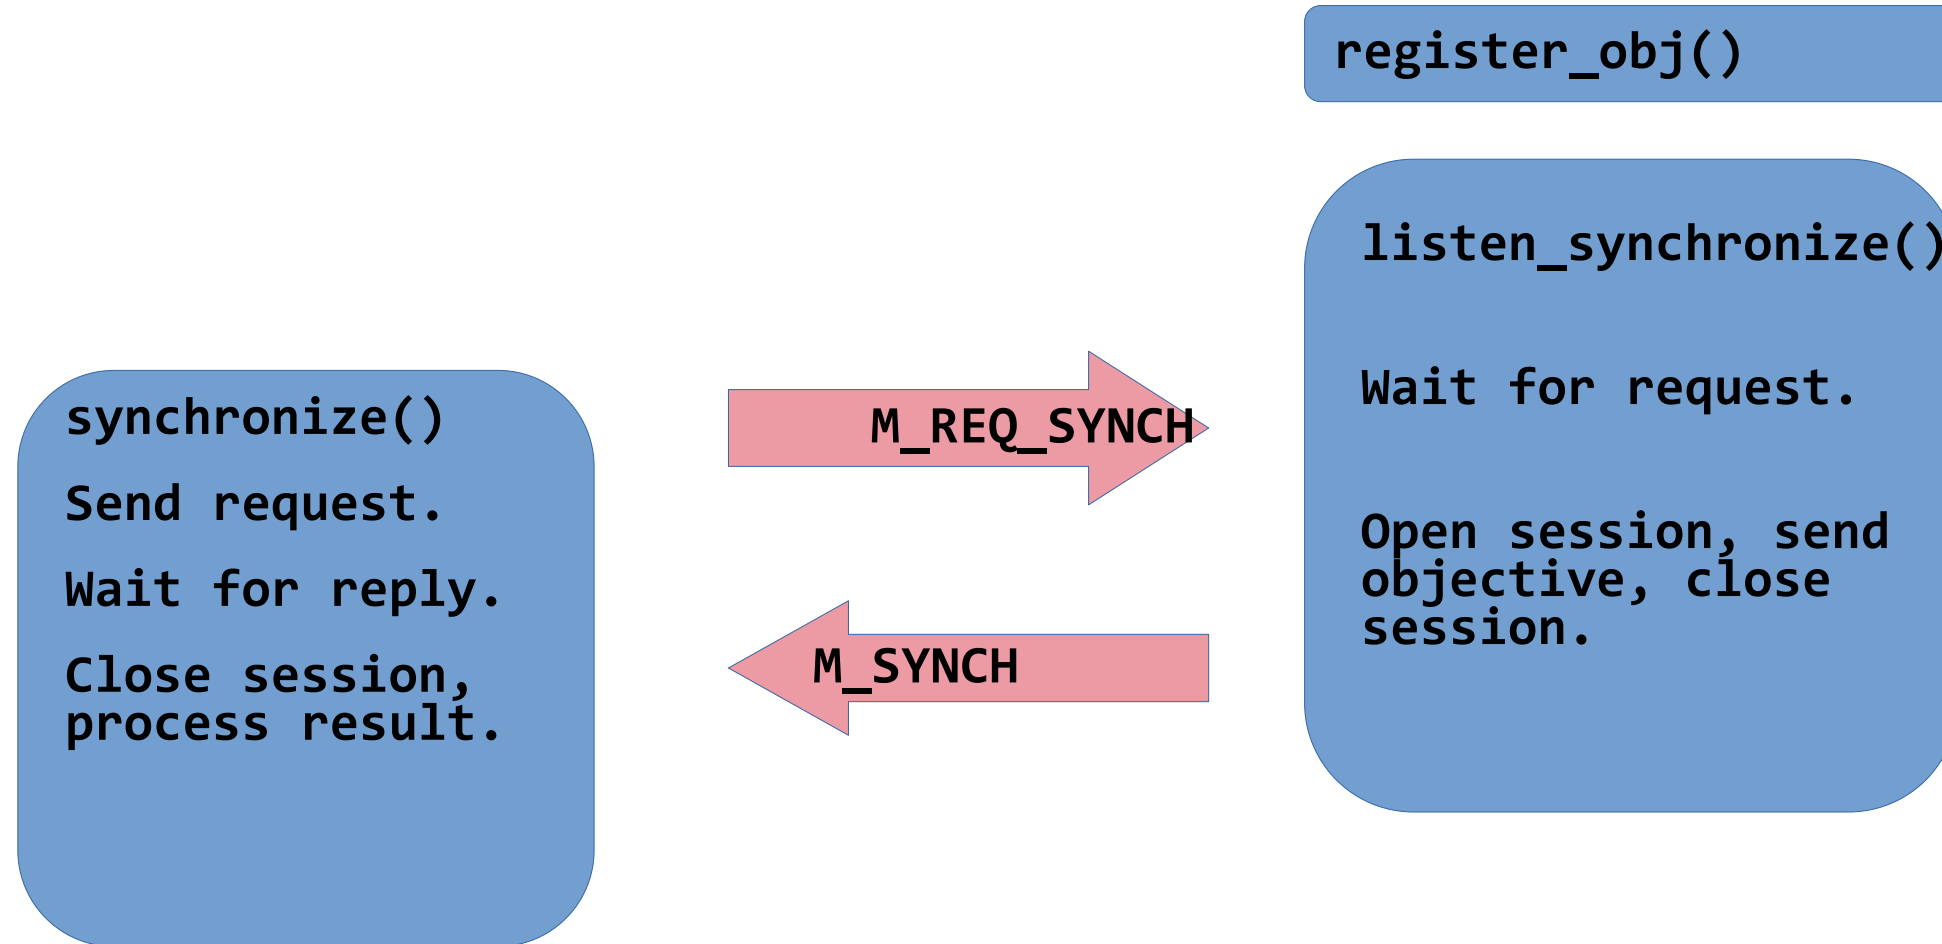 register_obj()
listen_synchronize()
Wait for request.
Open session, send
objective, close
session.
synchronize()
Send request.
Wait for reply.
Close session,
process result.
M_REQ_SYNCH
M_SYNCH